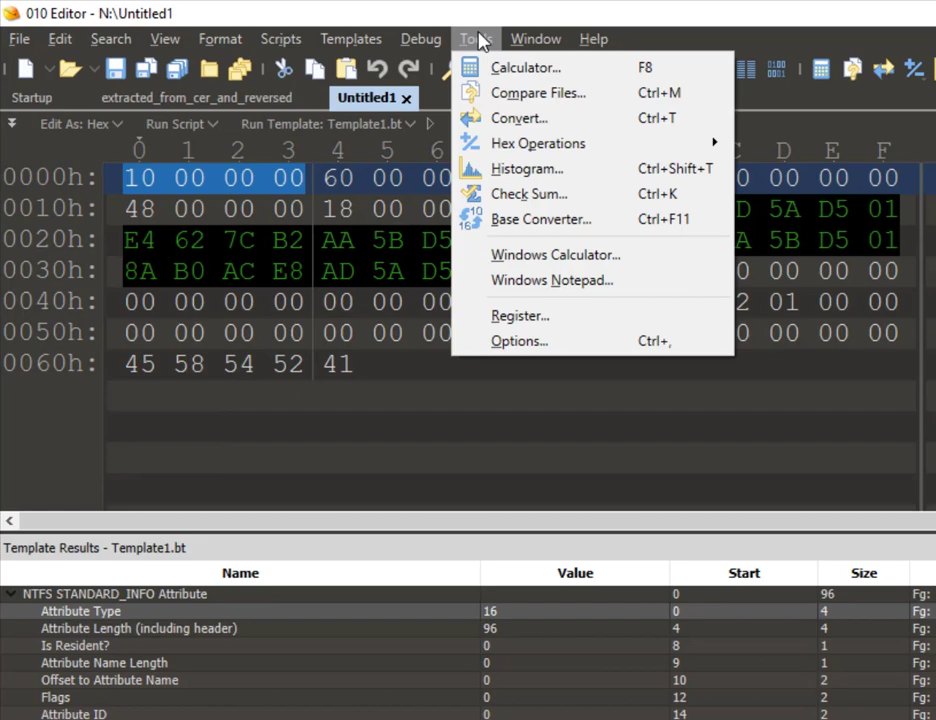 010 Editor - N:\Untitled1
File Edit Search View Format Scripts Templates Debug Tools Window Help
Startup extracted_from_cer_and_reversed Untitled1
Edit As: Hex Run Script Run Template: Template1.bt
0 1 2 3 4 5 6 C D E F
0000h: 10 00 00 00 60 00 00 00 00 00
0010h: 48 00 00 00 18 00 00 5A D5 01
0020h: E4 62 7C B2 AA 5B D5 5B D5 01
0030h: 8A B0 AC E8 AD 5A D5 00 00 00
0040h: 00 00 00 00 00 00 00 01 00 00
0050h: 00 00 00 00 00 00 00 00 00 00
0060h: 45 58 54 52 41
Calculator... F8
Compare Files... Ctrl+M
Convert... Ctrl+T
Hex Operations
Histogram... Ctrl+Shift+T
Check Sum... Ctrl+K
Base Converter... Ctrl+F11
Windows Calculator...
Windows Notepad...
Register...
Options... Ctrl+,
Template Results - Template1.bt
Name Value Start Size
NTFS STANDARD_INFO Attribute 0 96 Fg:
Attribute Type 16 0 4 Fg:
Attribute Length (including header) 96 4 4 Fg:
Is Resident? 0 8 1 Fg:
Attribute Name Length 0 9 1 Fg:
Offset to Attribute Name 0 10 2 Fg:
Flags 0 12 2 Fg:
Attribute ID 0 14 2 Fg: